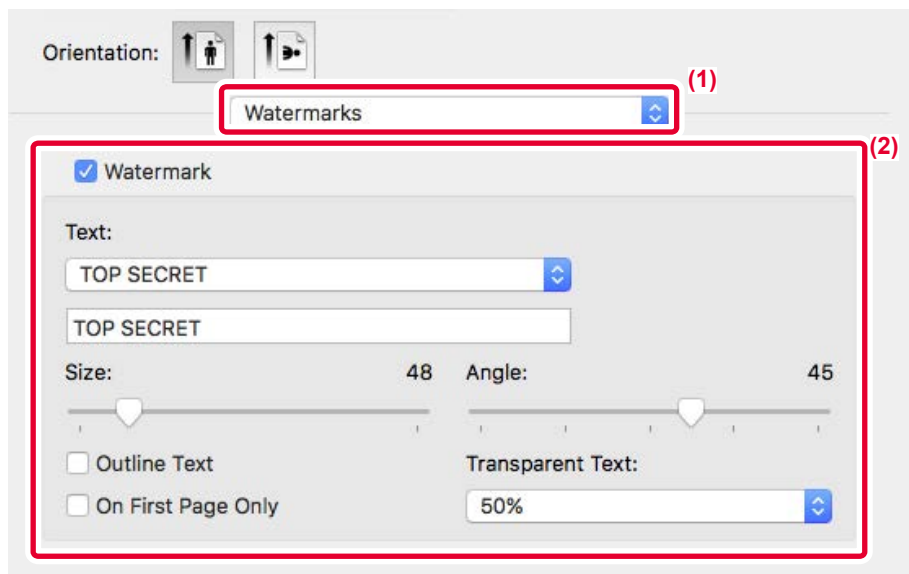 Orientation:
(1)
Watermarks
(2)
Watermark
Text:
TOP SECRET
TOP SECRET
Size: 48 Angle: 45
Outline Text Transparent Text:
On First Page Only 50%